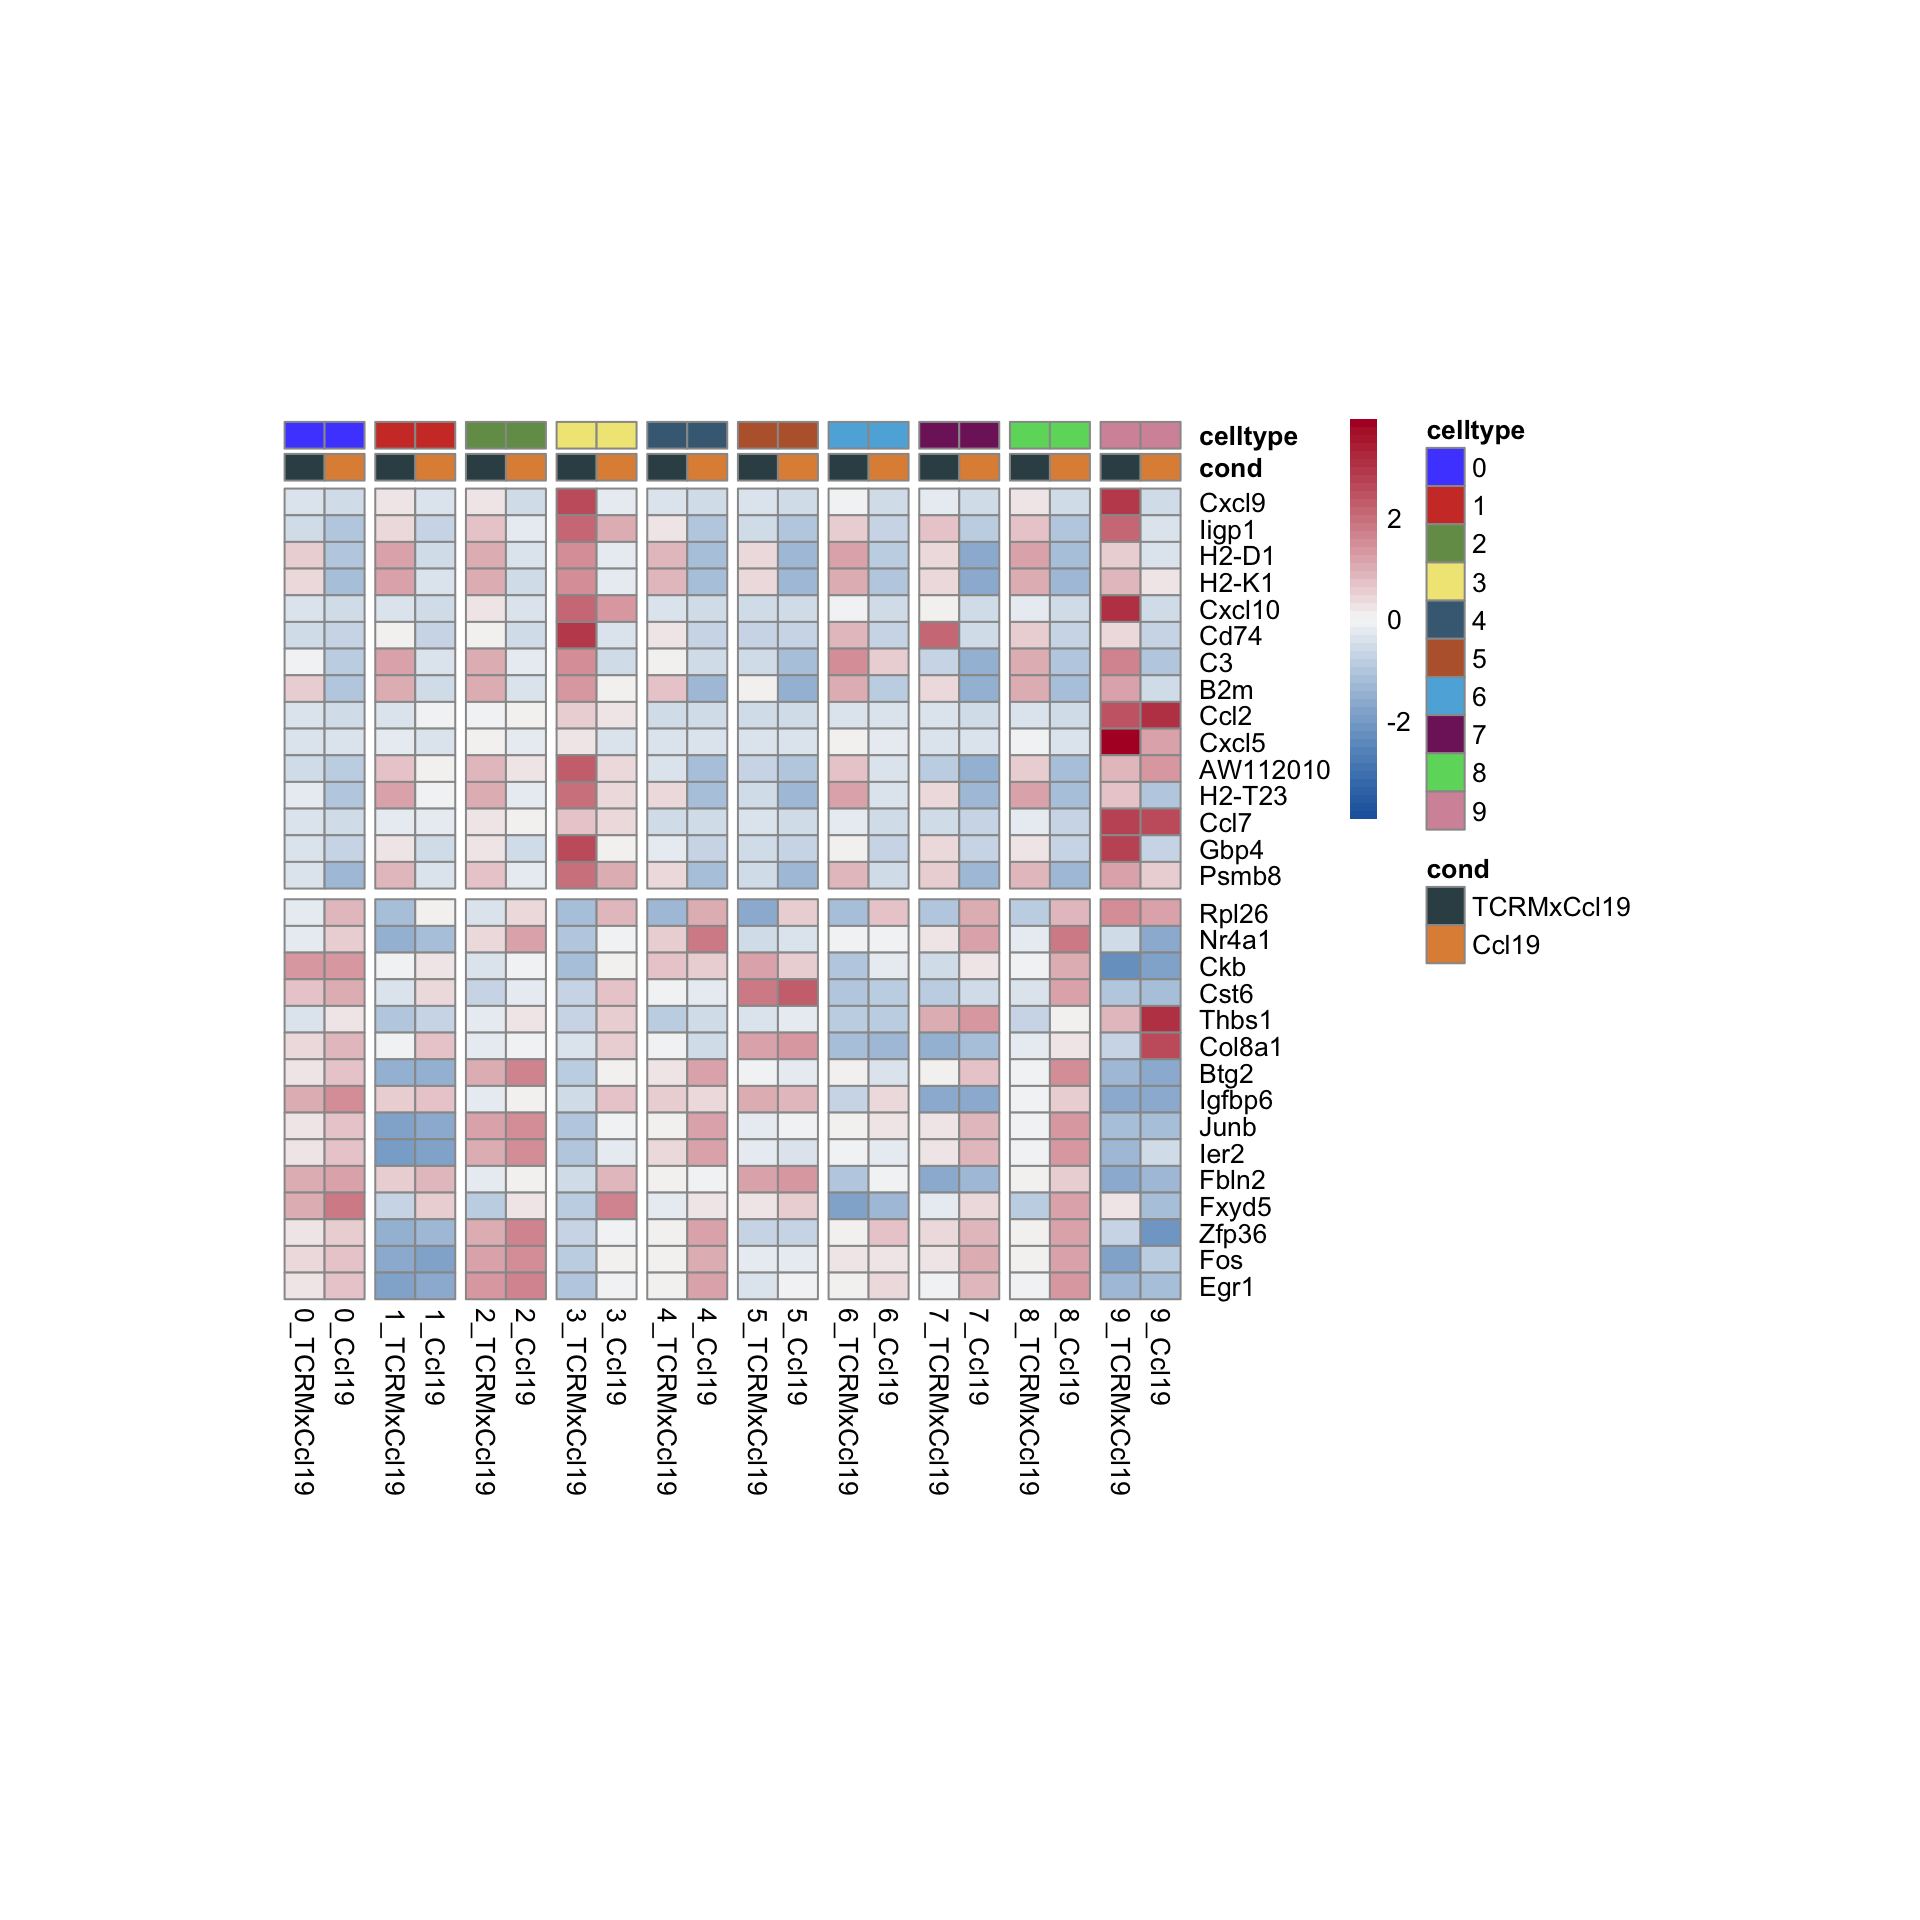 celltype
cond
Cxcl9
Iigp1
H2-D1
H2-K1
Cxcl10
Cd74
C3
B2m
Ccl2
Cxcl5
AW112010
H2-T23
Ccl7
Gbp4
Psmb8
Rpl26
Nr4a1
Ckb
Cst6
Thbs1
Col8a1
Btg2
Igfbp6
Junb
Ier2
Fbln2
Fxyd5
Zfp36
Fos
Egr1
0_TCRMxCcl19
0_Ccl19
1_TCRMxCcl19
1_Ccl19
2_TCRMxCcl19
2_Ccl19
3_TCRMxCcl19
3_Ccl19
4_TCRMxCcl19
4_Ccl19
5_TCRMxCcl19
5_Ccl19
6_TCRMxCcl19
6_Ccl19
7_TCRMxCcl19
7_Ccl19
8_TCRMxCcl19
8_Ccl19
9_TCRMxCcl19
9_Ccl19
2
0
-2
celltype
0
1
2
3
4
5
6
7
8
9
cond
TCRMxCcl19
Ccl19